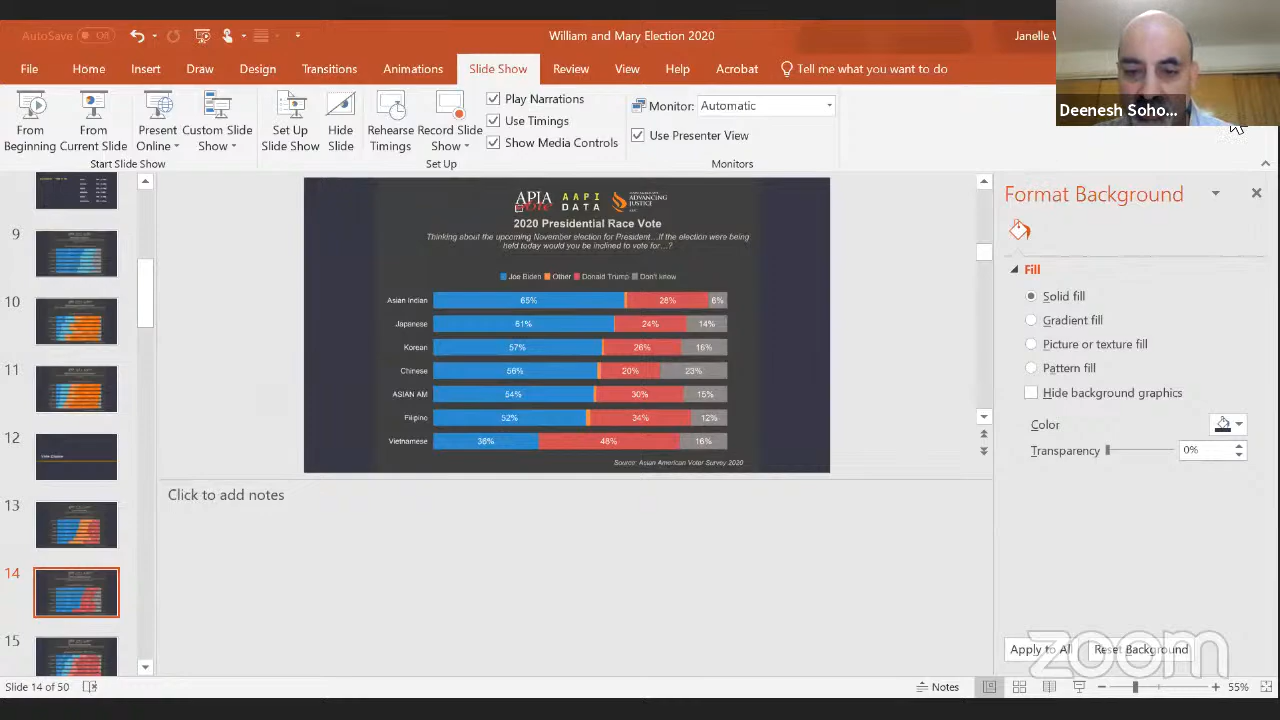 AutoSave Off
William and Mary Election 2020
Janelle W
File Home Insert Draw Design Transitions Animations Slide Show Review View Help Acrobat Tell me what you want to do
Deenesh Soho...
From Beginning
From Current Slide
Present Online
Custom Slide Show
Set Up Slide Show
Hide Slide
Rehearse Timings
Record Slide Show
Play Narrations
Use Timings
Show Media Controls
Monitor: Automatic
Use Presenter View
Start Slide Show
Set Up
Monitors
9
10
11
12
Vote Choice
13
14
15
APIA Vote
AAPI DATA
ADVANCING JUSTICE
2020 Presidential Race Vote
Thinking about the upcoming November election for President…If the election were being
held today would you be inclined to vote for…?
Joe Biden Other Donald Trump Don't know
Asian Indian 65% 28% 6%
Japanese 61% 24% 14%
Korean 57% 26% 16%
Chinese 56% 20% 23%
ASIAN AM 54% 30% 15%
Filipino 52% 34% 12%
Vietnamese 36% 48% 16%
Source: Asian American Voter Survey 2020
Click to add notes
Format Background
Fill
Solid fill
Gradient fill
Picture or texture fill
Pattern fill
Hide background graphics
Color
Transparency 0%
Apply to All
Reset Background
zoom
Slide 14 of 50
Notes
55%